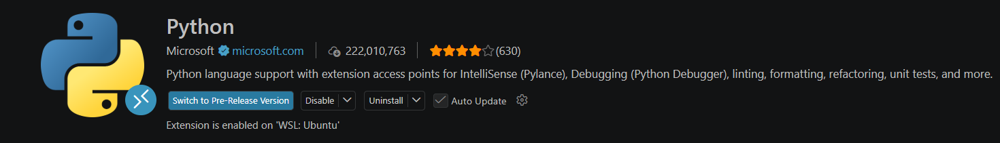 Python
Microsoft microsoft.com 222,010,763 (630)
Python language support with extension access points for IntelliSense (Pylance), Debugging (Python Debugger), linting, formatting, refactoring, unit tests, and more.
Switch to Pre-Release Version Disable Uninstall Auto Update
Extension is enabled on 'WSL: Ubuntu'